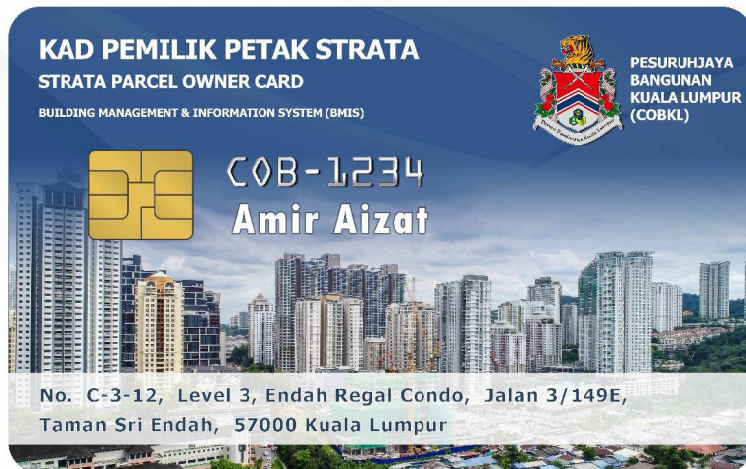 KAD PEMILIK PETAK STRATA
STRATA PARCEL OWNER CARD
BUILDING MANAGEMENT & INFORMATION SYSTEM (BMIS)
PESURUHJAYA
BANGUNAN
KUALA LUMPUR
(COBKL)
COB-1234
Amir Aizat
No. C-3-12, Level 3, Endah Regal Condo, Jalan 3/149E,
Taman Sri Endah, 57000 Kuala Lumpur